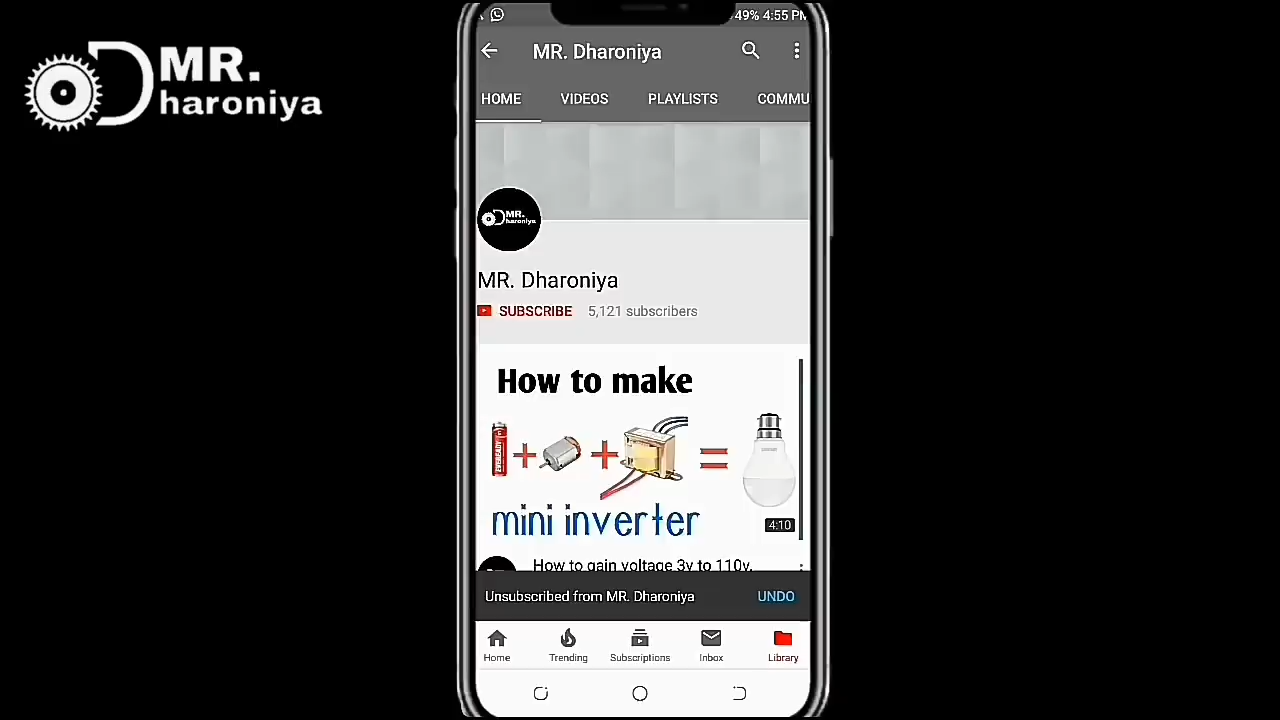 MR.
haroniya
49% 4:55 PM
MR. Dharoniya
HOME VIDEOS PLAYLISTS COMMU
MR.
haroniya
MR. Dharoniya
SUBSCRIBE 5,121 subscribers
How to make
EVEREADY
mini inverter
4:10
How to gain voltage 3v to 110v.
Unsubscribed from MR. Dharoniya UNDO
Home Trending Subscriptions Inbox Library